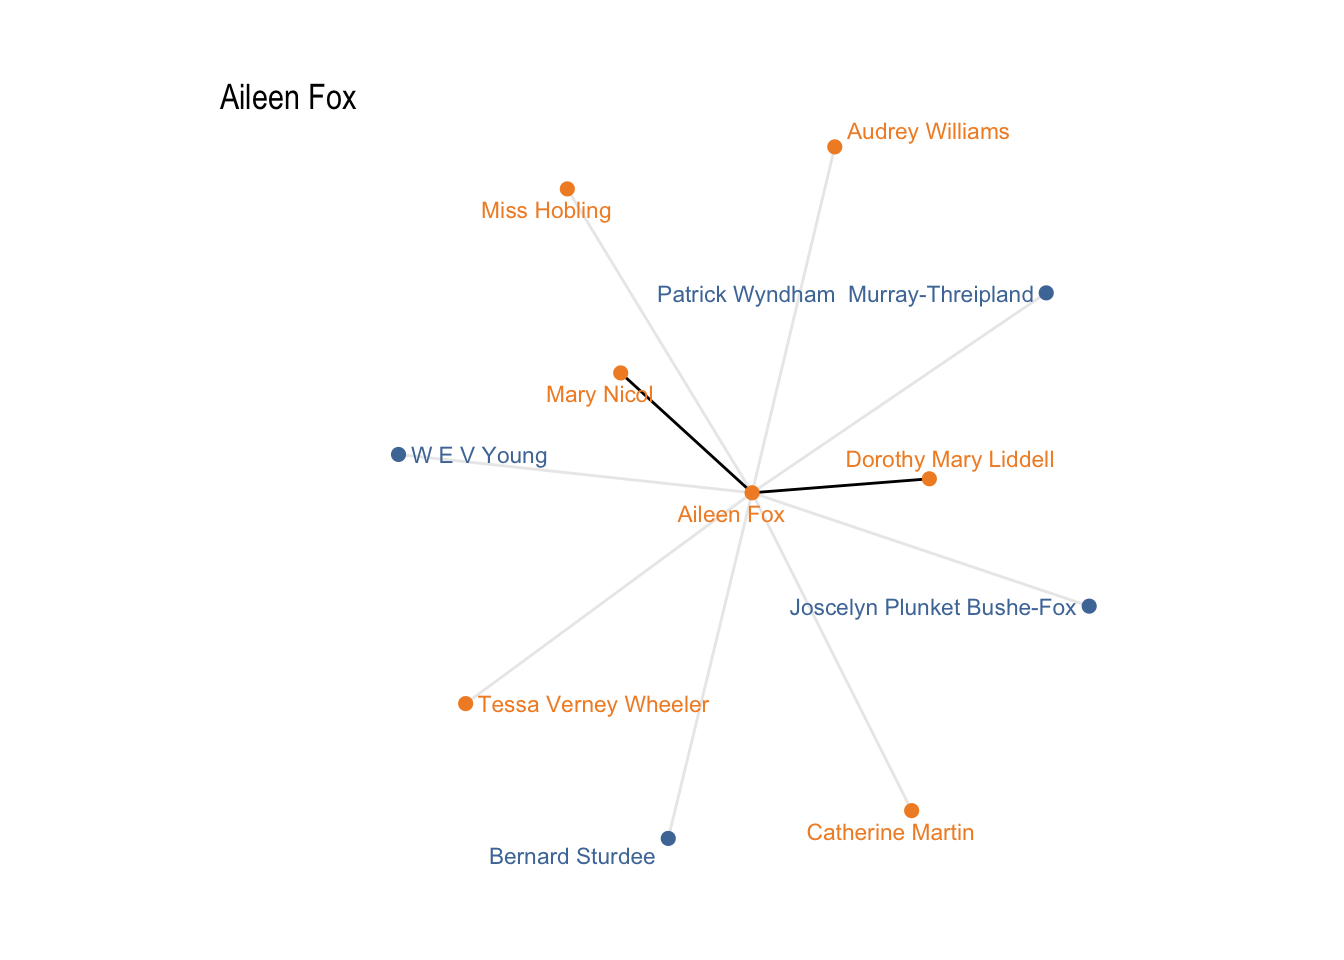 Aileen Fox
Audrey Williams
Miss Hobling
Patrick Wyndham  Murray-Threipland
Mary Nicol
W E V Young
Dorothy Mary Liddell
Aileen Fox
Joscelyn Plunket Bushe-Fox
Tessa Verney Wheeler
Catherine Martin
Bernard Sturdee